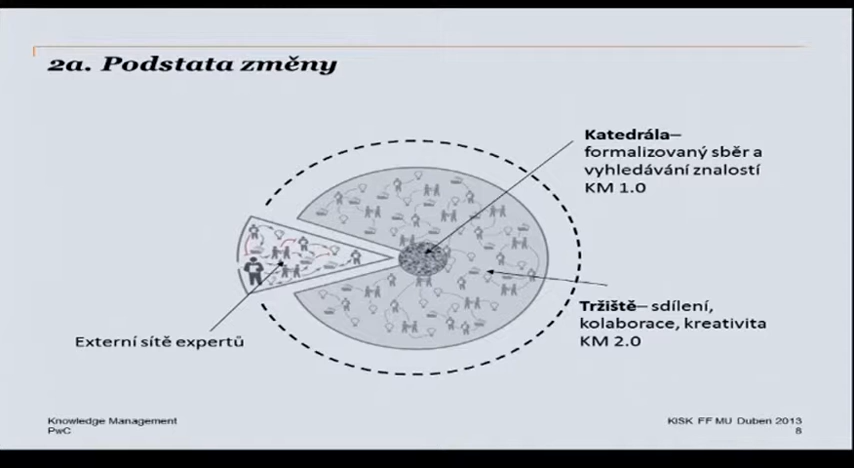 2a. Podstata změny
Katedrála–
formalizovaný sběr a
vyhledávání znalostí
KM 1.0
Tržiště– sdílení,
kolaborace, kreativita
KM 2.0
Externí sítě expertů
Knowledge Management
PwC
KISK FF MU Duben 2013
8